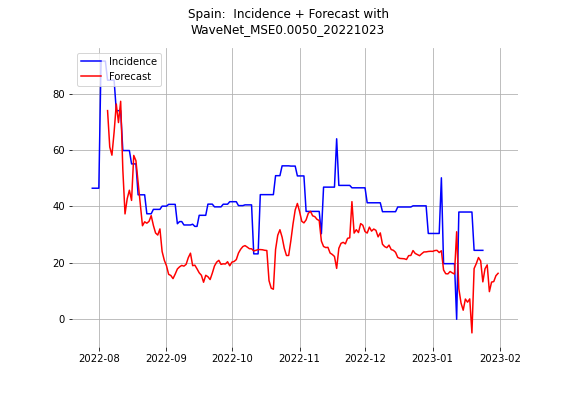 Spain:  Incidence + Forecast with
WaveNet_MSE0.0050_20221023
Incidence
Forecast
80
60
40
20
0
2022-08 2022-09 2022-10 2022-11 2022-12 2023-01 2023-02